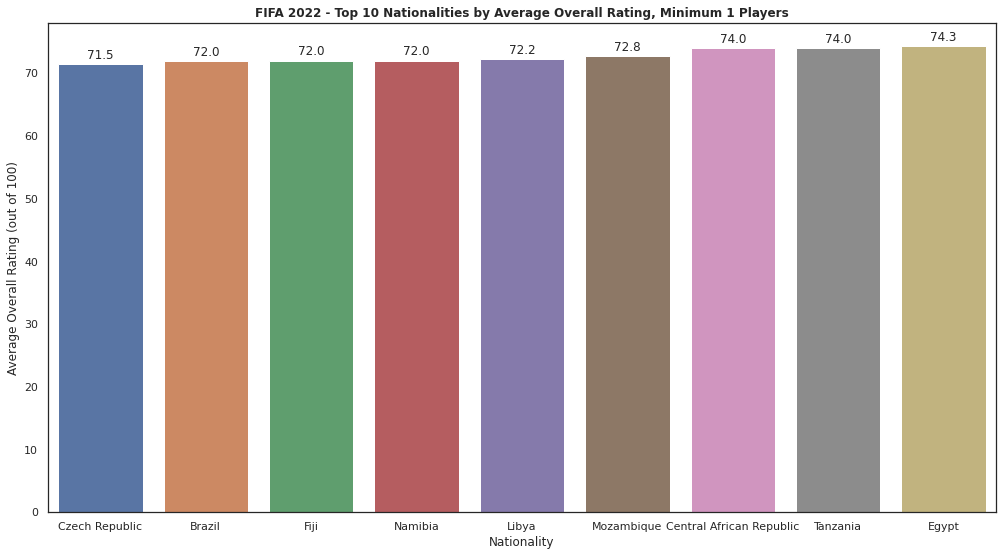 FIFA 2022 - Top 10 Nationalities by Average Overall Rating, Minimum 1 Players
71.5 72.0 72.0 72.0 72.2 72.8 74.0 74.0 74.3
70
60
50
40
30
20
10
0
Average Overall Rating (out of 100)
Czech Republic Brazil Fiji Namibia Libya Mozambique Central African Republic Tanzania Egypt
Nationality